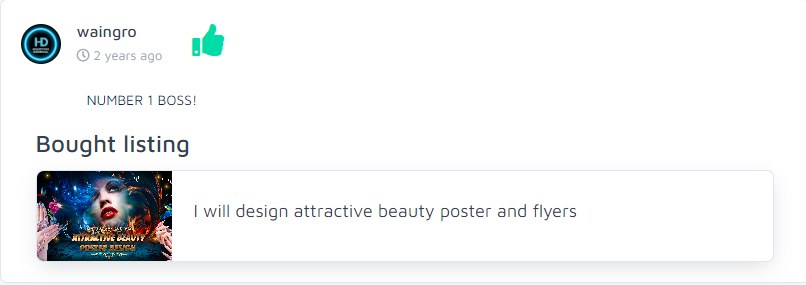 HD
waingro
2 years ago
NUMBER 1 BOSS!
Bought listing
ATTRACTIVE BEAUTY
POSTER DESIGN
I will design attractive beauty poster and flyers